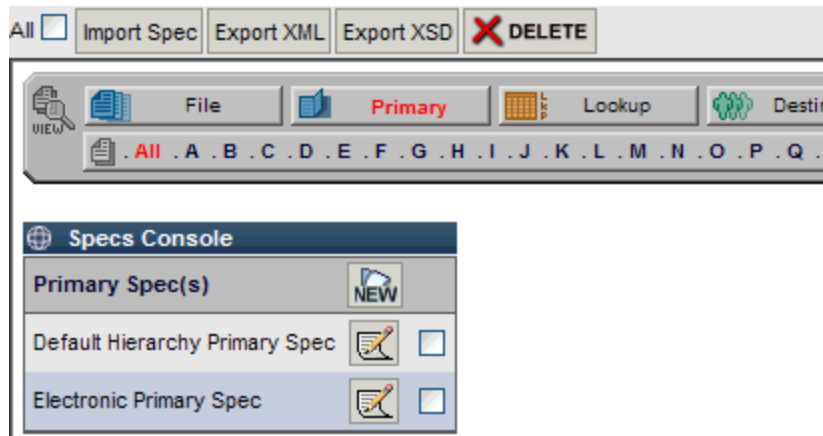 All Import Spec Export XML Export XSD DELETE
VIEW File Primary Lookup
. All . A . B . C . D . E . F . G . H . I . J . K . L . M . N . O . P . Q .
Specs Console
Primary Spec(s) NEW
Default Hierarchy Primary Spec
Electronic Primary Spec